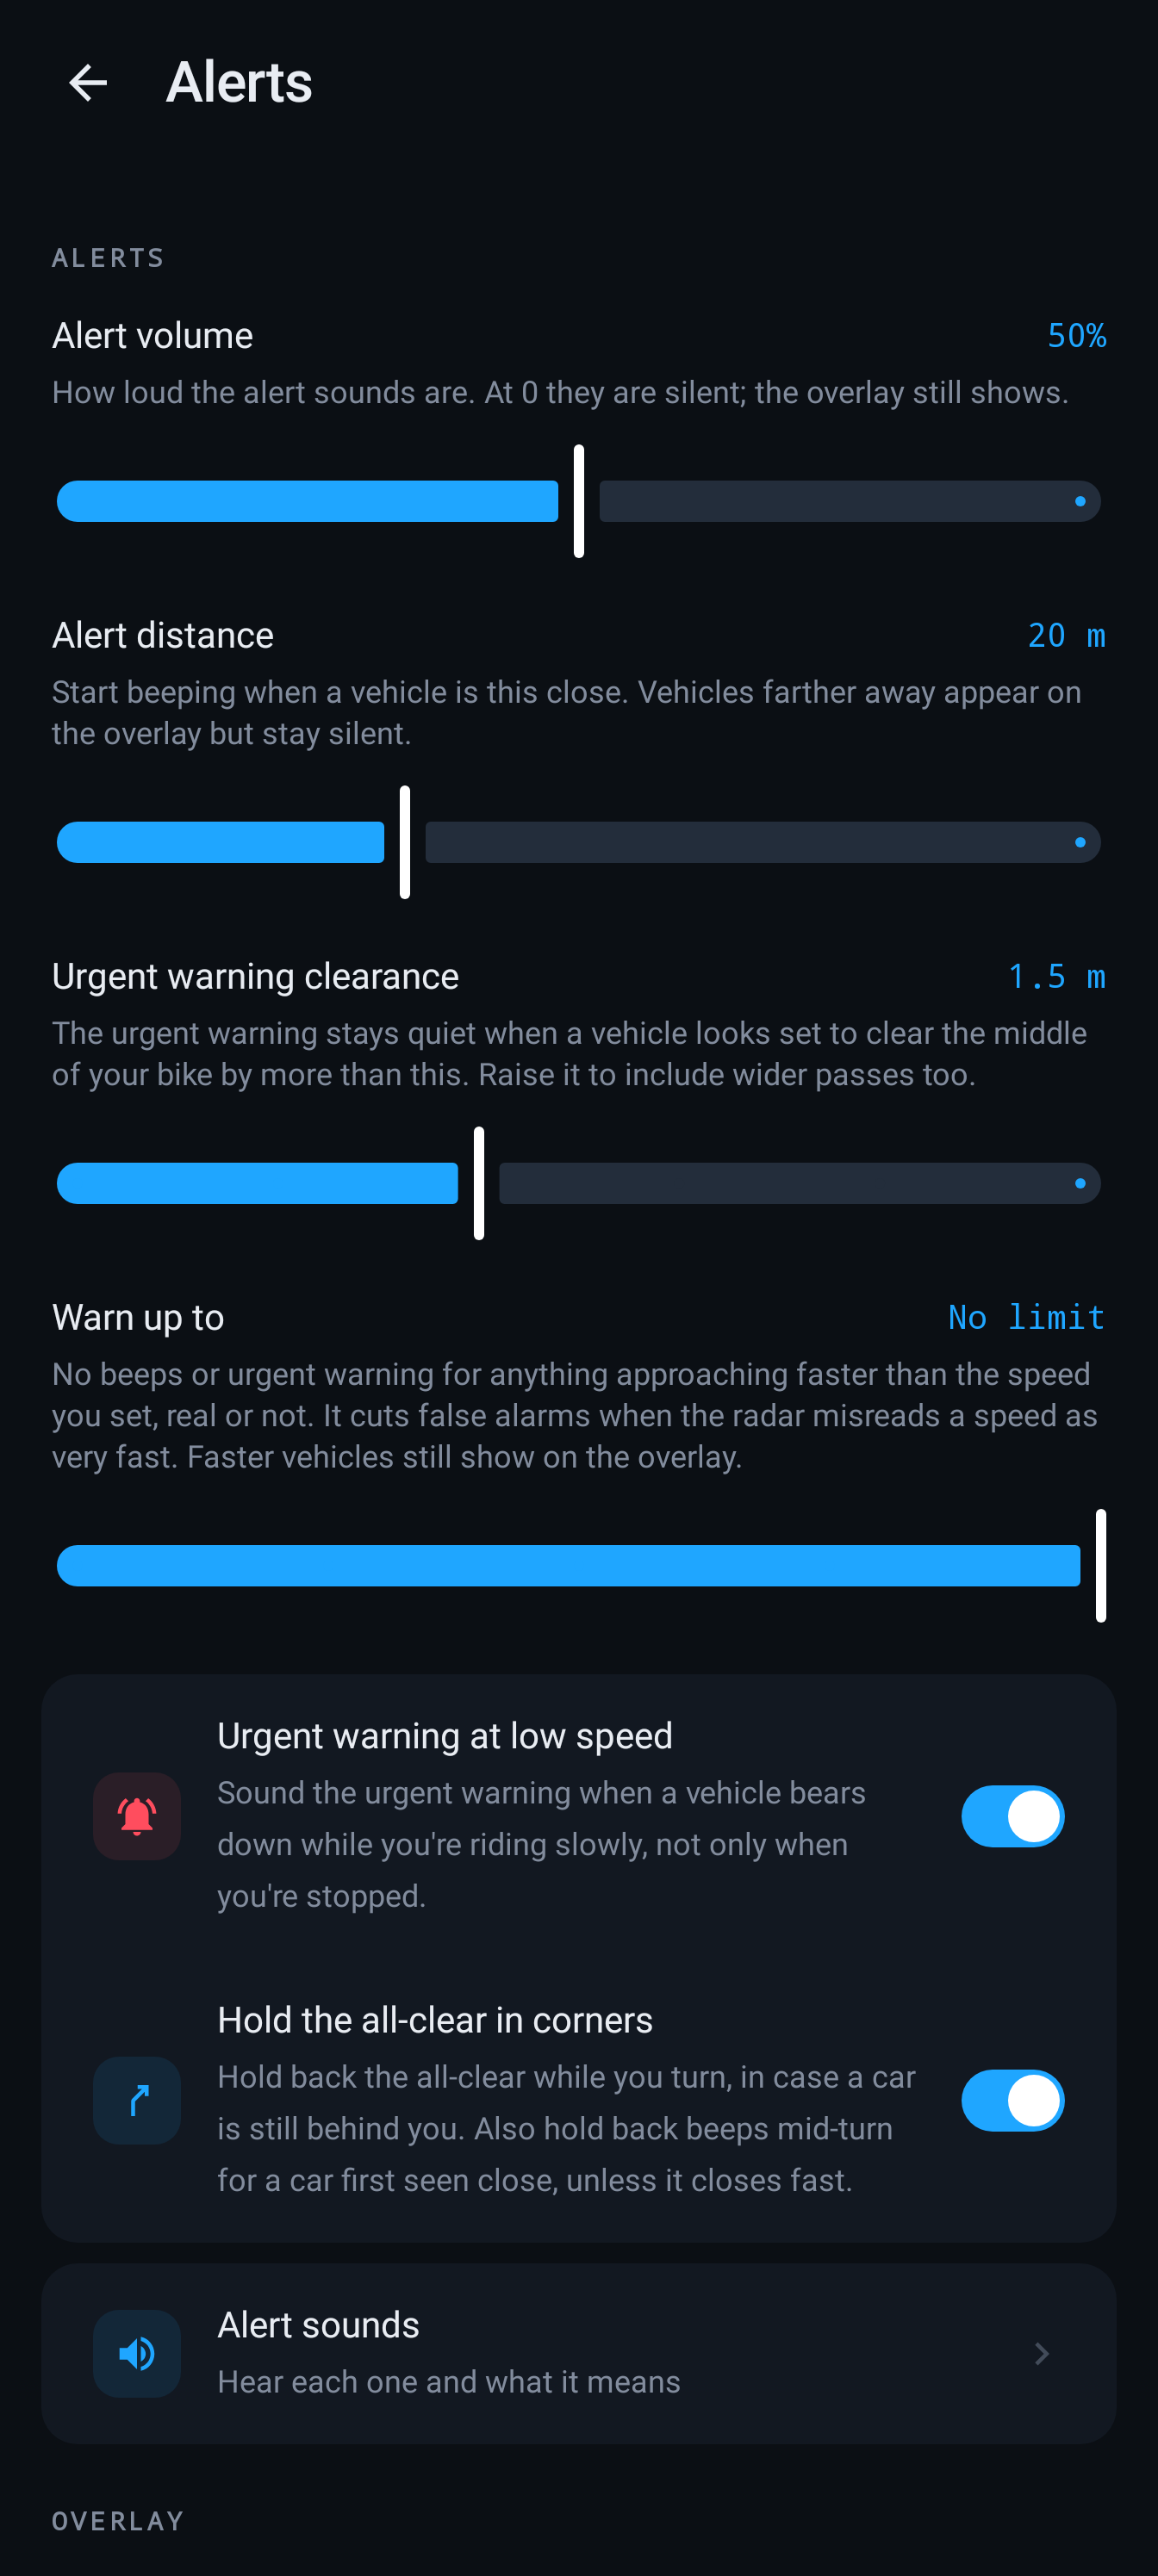 Alerts
ALERTS
Alert volume 50%
How loud the alert sounds are. At 0 they are silent; the overlay still shows.
Alert distance 20 m
Start beeping when a vehicle is this close. Vehicles farther away appear on
the overlay but stay silent.
Urgent warning clearance 1.5 m
The urgent warning stays quiet when a vehicle looks set to clear the middle
of your bike by more than this. Raise it to include wider passes too.
Warn up to No limit
No beeps or urgent warning for anything approaching faster than the speed
you set, real or not. It cuts false alarms when the radar misreads a speed as
very fast. Faster vehicles still show on the overlay.
Urgent warning at low speed
Sound the urgent warning when a vehicle bears
down while you're riding slowly, not only when
you're stopped.
Hold the all-clear in corners
Hold back the all-clear while you turn, in case a car
is still behind you. Also hold back beeps mid-turn
for a car first seen close, unless it closes fast.
Alert sounds
Hear each one and what it means
OVERLAY